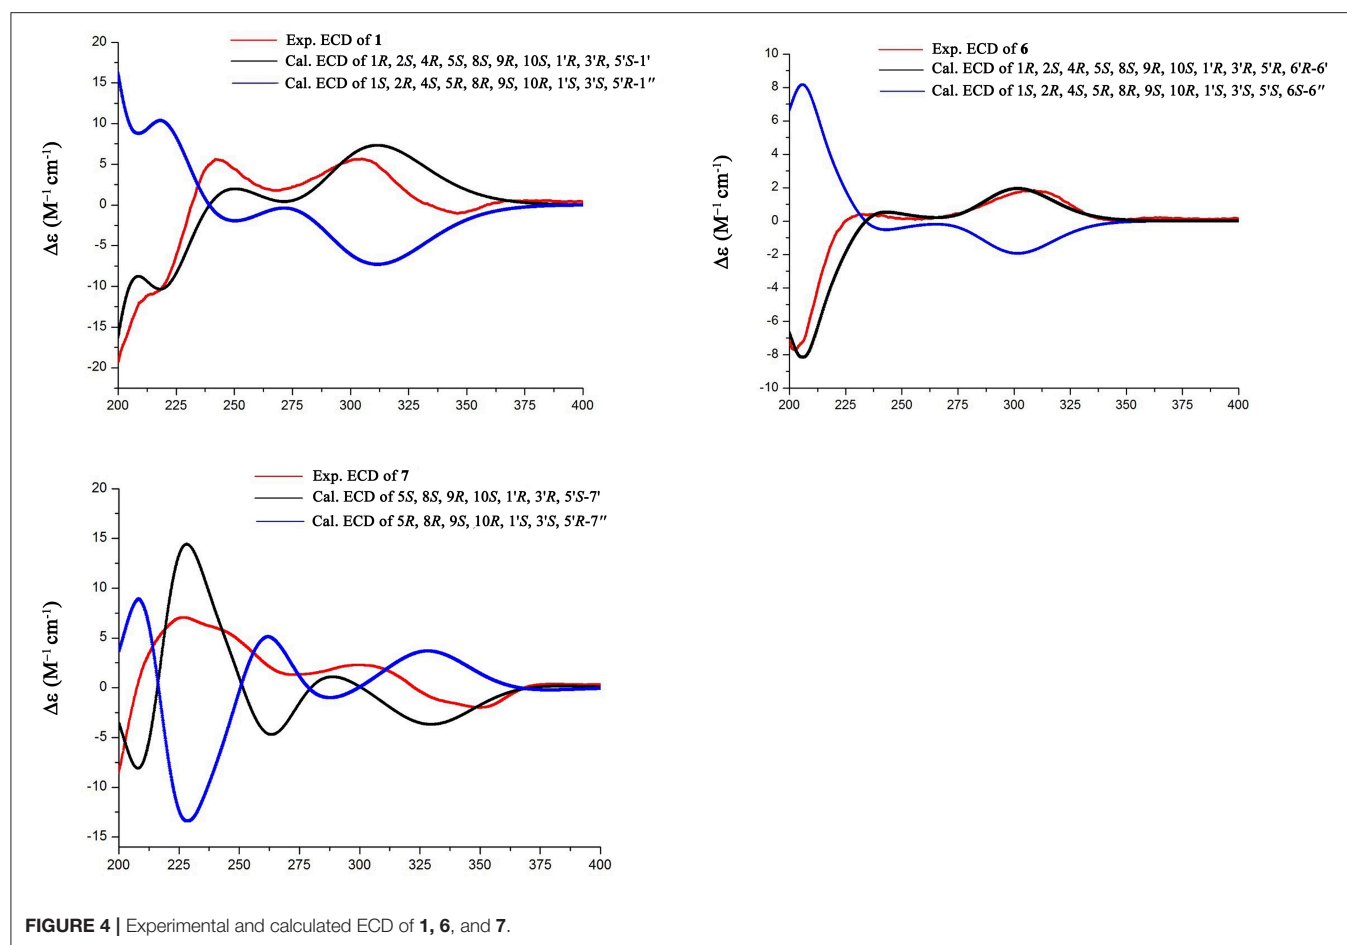 Exp. ECD of 1
Cal. ECD of 1R, 2S, 4R, 5S, 8S, 9R, 10S, 1'R, 3'R, 5'S-1'
Cal. ECD of 1S, 2R, 4S, 5R, 8R, 9S, 10R, 1'S, 3'S, 5'R-1″
Δε (M⁻¹ cm⁻¹)
20
15
10
5
0
-5
-10
-15
-20
200 225 250 275 300 325 350 375 400
Exp. ECD of 6
Cal. ECD of 1R, 2S, 4R, 5S, 8S, 9R, 10S, 1'R, 3'R, 5'R, 6'R-6'
Cal. ECD of 1S, 2R, 4S, 5R, 8R, 9S, 10R, 1'S, 3'S, 5'S, 6S-6″
Δε (M⁻¹ cm⁻¹)
10
8
6
4
2
0
-2
-4
-6
-8
-10
200 225 250 275 300 325 350 375 400
Exp. ECD of 7
Cal. ECD of 5S, 8S, 9R, 10S, 1'R, 3'R, 5'S-7'
Cal. ECD of 5R, 8R, 9S, 10R, 1'S, 3'S, 5'R-7″
Δε (M⁻¹ cm⁻¹)
20
15
10
5
0
-5
-10
-15
200 225 250 275 300 325 350 375 400
FIGURE 4 | Experimental and calculated ECD of 1, 6, and 7.